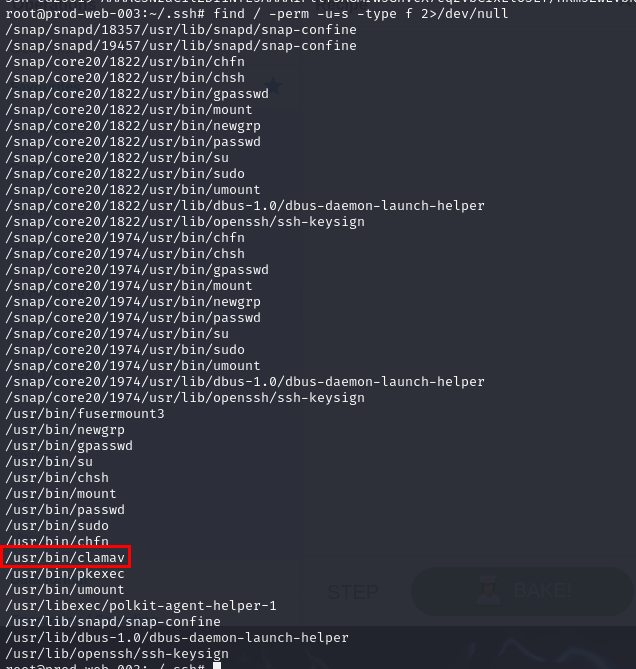 root@prod-web-003:~/.ssh# find / -perm -u=s -type f 2>/dev/null
/snap/snapd/18357/usr/lib/snapd/snap-confine
/snap/snapd/19457/usr/lib/snapd/snap-confine
/snap/core20/1822/usr/bin/chfn
/snap/core20/1822/usr/bin/chsh
/snap/core20/1822/usr/bin/gpasswd
/snap/core20/1822/usr/bin/mount
/snap/core20/1822/usr/bin/newgrp
/snap/core20/1822/usr/bin/passwd
/snap/core20/1822/usr/bin/su
/snap/core20/1822/usr/bin/sudo
/snap/core20/1822/usr/bin/umount
/snap/core20/1822/usr/lib/dbus-1.0/dbus-daemon-launch-helper
/snap/core20/1822/usr/lib/openssh/ssh-keysign
/snap/core20/1974/usr/bin/chfn
/snap/core20/1974/usr/bin/chsh
/snap/core20/1974/usr/bin/gpasswd
/snap/core20/1974/usr/bin/mount
/snap/core20/1974/usr/bin/newgrp
/snap/core20/1974/usr/bin/passwd
/snap/core20/1974/usr/bin/su
/snap/core20/1974/usr/bin/sudo
/snap/core20/1974/usr/bin/umount
/snap/core20/1974/usr/lib/dbus-1.0/dbus-daemon-launch-helper
/snap/core20/1974/usr/lib/openssh/ssh-keysign
/usr/bin/fusermount3
/usr/bin/newgrp
/usr/bin/gpasswd
/usr/bin/su
/usr/bin/chsh
/usr/bin/mount
/usr/bin/passwd
/usr/bin/sudo
/usr/bin/chfn
/usr/bin/clamav
/usr/bin/pkexec
/usr/bin/umount
STEP
BAKE!
/usr/libexec/polkit-agent-helper-1
/usr/lib/snapd/snap-confine
/usr/lib/dbus-1.0/dbus-daemon-launch-helper
/usr/lib/openssh/ssh-keysign
root@prod-web-003:~/.ssh#